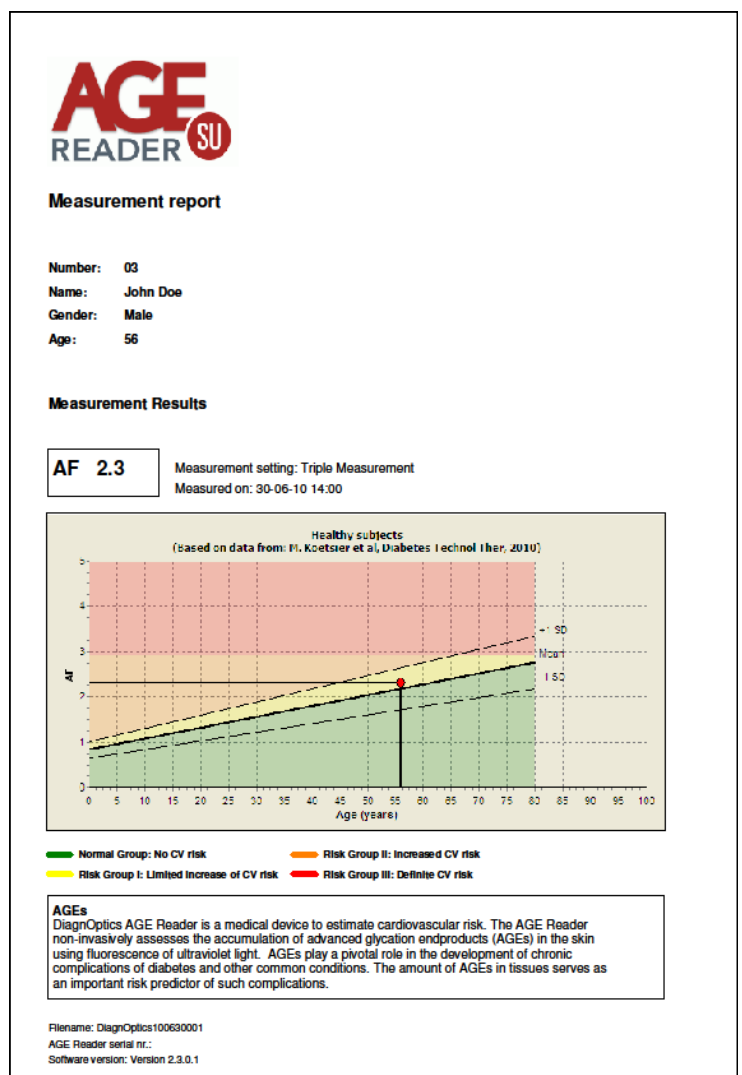 AGE
READER SU
Measurement report
Number: 03
Name: John Doe
Gender: Male
Age: 56
Measurement Results
AF 2.3
Measurement setting: Triple Measurement
Measured on: 30-06-10 14:00
Healthy subjects
(Based on data from: M. Koetsier et al, Diabetes Technol Ther, 2010)
5
4
+1 SD
3
Mean
AF
-1 SD
2
1
0
0 5 10 15 20 25 30 35 40 45 50 55 60 65 70 75 80 85 90 95 100
Age (years)
Normal Group: No CV risk
Risk Group II: Increased CV risk
Risk Group I: Limited increase of CV risk
Risk Group III: Definite CV risk
AGEs
DiagnOptics AGE Reader is a medical device to estimate cardiovascular risk. The AGE Reader
non-invasively assesses the accumulation of advanced glycation endproducts (AGEs) in the skin
using fluorescence of ultraviolet light. AGEs play a pivotal role in the development of chronic
complications of diabetes and other common conditions. The amount of AGEs in tissues serves as
an important risk predictor of such complications.
Filename: DiagnOptics100630001
AGE Reader serial nr.:
Software version: Version 2.3.0.1